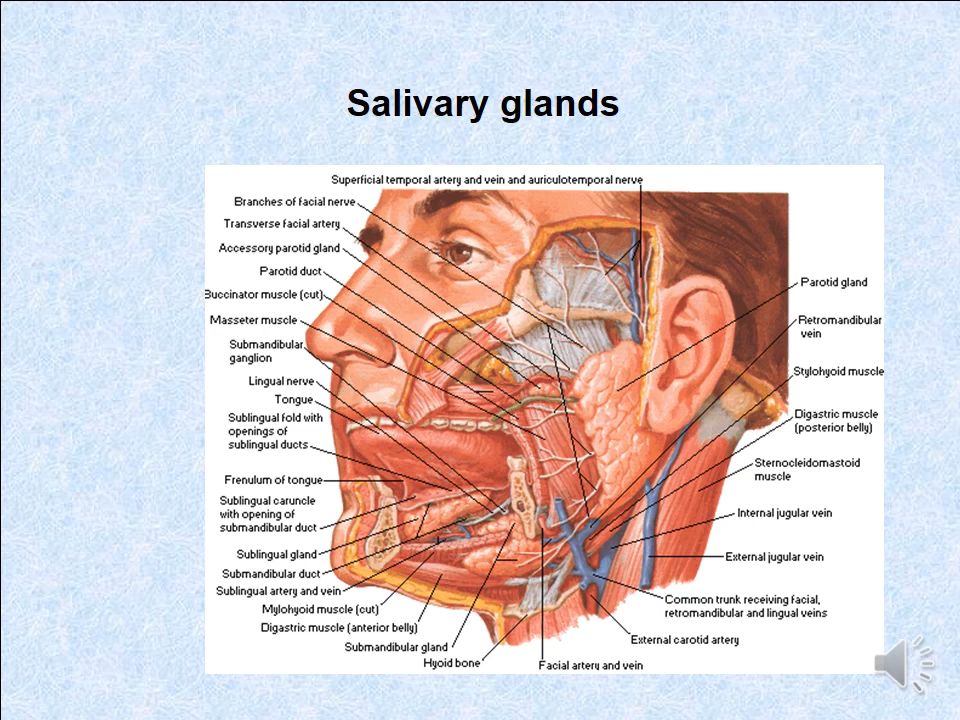 Salivary glands
Superficial temporal artery and vein and auriculotemporal nerve
Branches of facial nerve
Transverse facial artery
Accessory parotid gland
Parotid duct
Buccinator muscle (cut)
Masseter muscle
Submandibular
ganglion
Lingual nerve
Tongue
Sublingual fold with
openings of
sublingual ducts
Frenulum of tongue
Sublingual caruncle
with opening of
submandibular duct
Sublingual gland
Submandibular duct
Sublingual artery and vein
Mylohyoid muscle (cut)
Digastric muscle (anterior belly)
Submandibular gland
Hyoid bone
Facial artery and vein
Parotid gland
Retromandibular
vein
Stylohyoid muscle
Digastric muscle
(posterior belly)
Sternocleidomastoid
muscle
Internal jugular vein
External jugular vein
Common trunk receiving facial,
retromandibular and lingual veins
External carotid artery